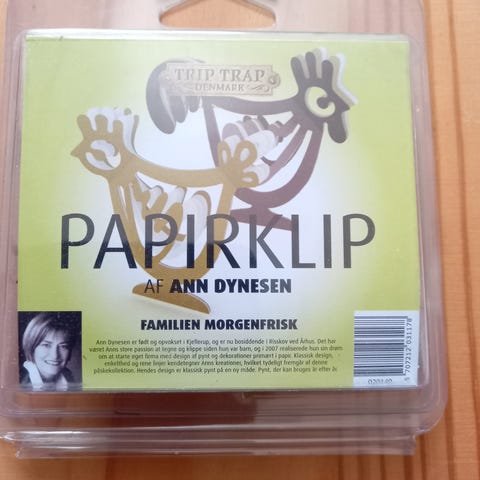 TRIP TRAP
DENMARK
PAPIRKLIP
AF ANN DYNESEN
FAMILIEN MORGENFRISK
Ann Dynesen er født og opvokset i Kjellerup, og er nu bosiddende i Risskov ved Århus. Det har
været Anns store passion at tegne og klippe siden hun var barn, og i 2007 realiserede hun sin drøm
om at starte eget firma med design af pynt og dekorationer primært i papir. Klassisk design,
enkelthed og rene linjer kendetegner Anns kreationer, hvilket tydeligt fremgår af denne
påskekollektion. Hendes design er klassisk pynt på en ny måde. Pynt, der kan bruges år efter år.
5 707212 031178